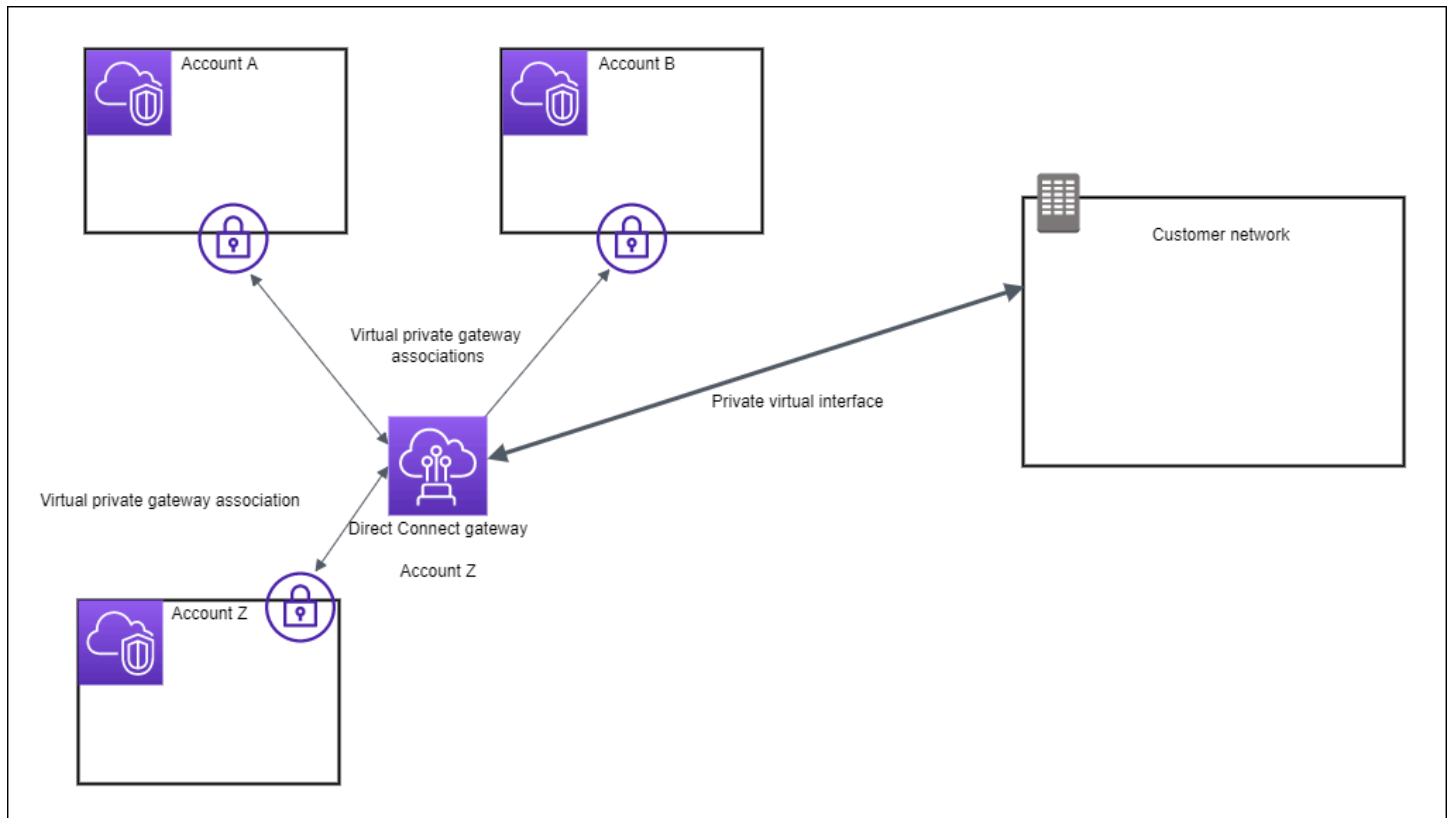 Account A
Account B
Customer network
Virtual private gateway
associations
Private virtual interface
Virtual private gateway association
Direct Connect gateway
Account Z
Account Z